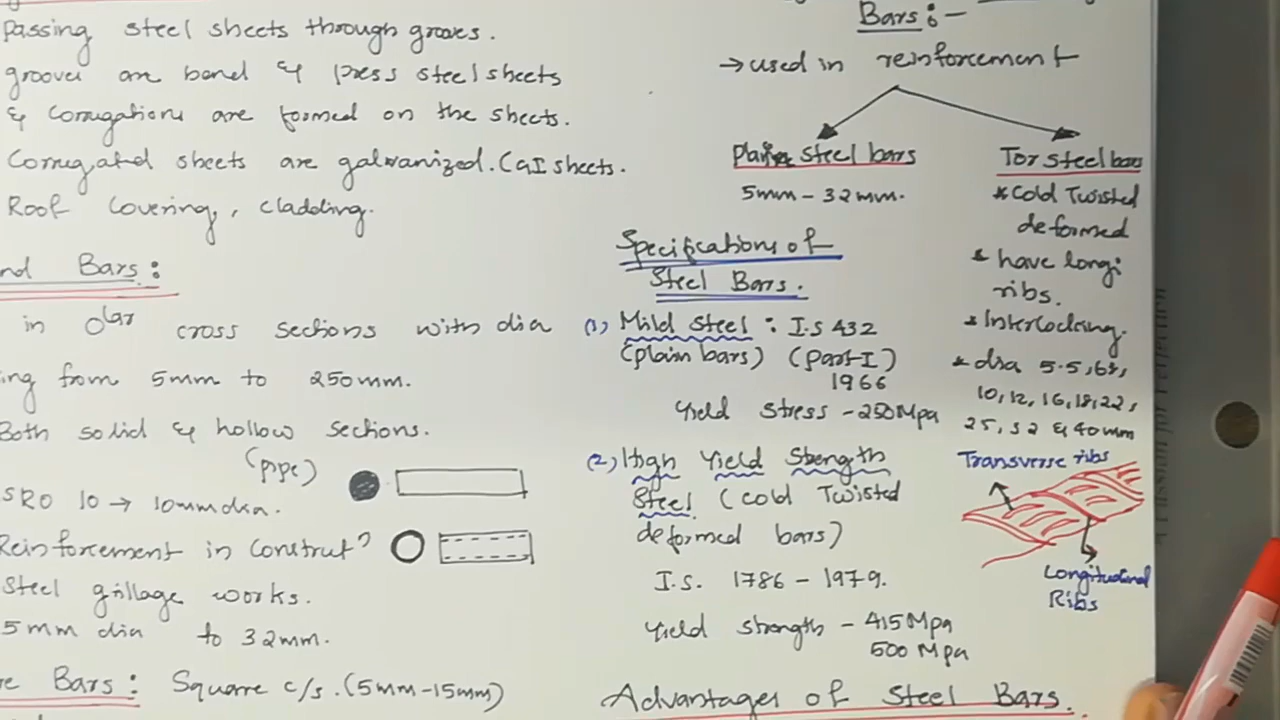 passing steel sheets through grooves.
grooves are bend & press steel sheets
& corrugations are formed on the sheets.
Corrugated sheets are galvanized. (GI sheets.
Roof covering, cladding.
nd Bars:
in Olar cross sections with dia
ing from 5mm to 250mm.
Both solid & hollow sections.
(pipe)
SRO 10 → 10mm dia.
Reinforcement in Construtn
Steel grillage works.
5mm dia to 32mm.
re Bars: Square c/s. (5mm-15mm)
Bars:-
→ used in reinforcement
Plain steel bars
5mm - 32mm.
Tor steel bars
* Cold Twisted
deformed
* have longi
ribs.
* Interlocking.
* dia 5.5, 6, 8,
10, 12, 16, 18, 22,
25, 32 & 40mm
Transverse ribs
Longitudinal
Ribs
Specifications of
Steel Bars.
(1) Mild Steel : I.S 432
(plain bars) (Part-I)
1966
Yield stress - 250Mpa
(2) High Yield Stength
Steel (Cold Twisted
deformed bars)
I.S. 1786 - 1979.
Yield strength - 415Mpa
500 Mpa
Advantages of Steel Bars.